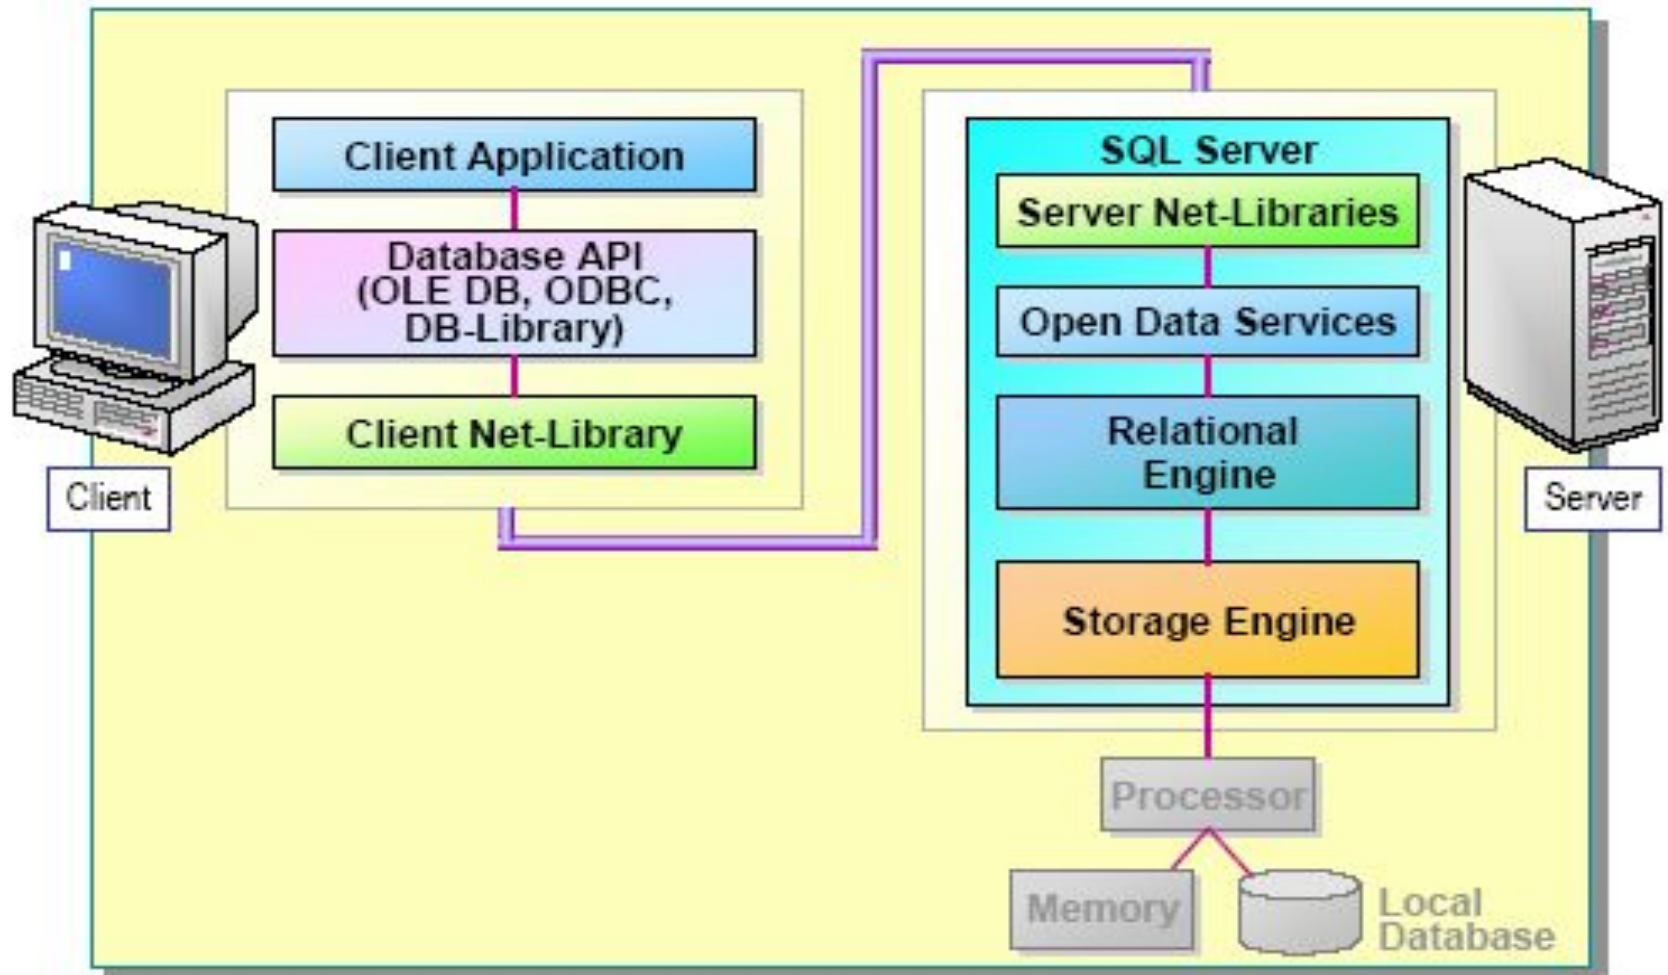 Client Application
Database API
(OLE DB, ODBC,
DB-Library)
Client Net-Library
Client
SQL Server
Server Net-Libraries
Open Data Services
Relational
Engine
Storage Engine
Server
Processor
Memory
Local
Database